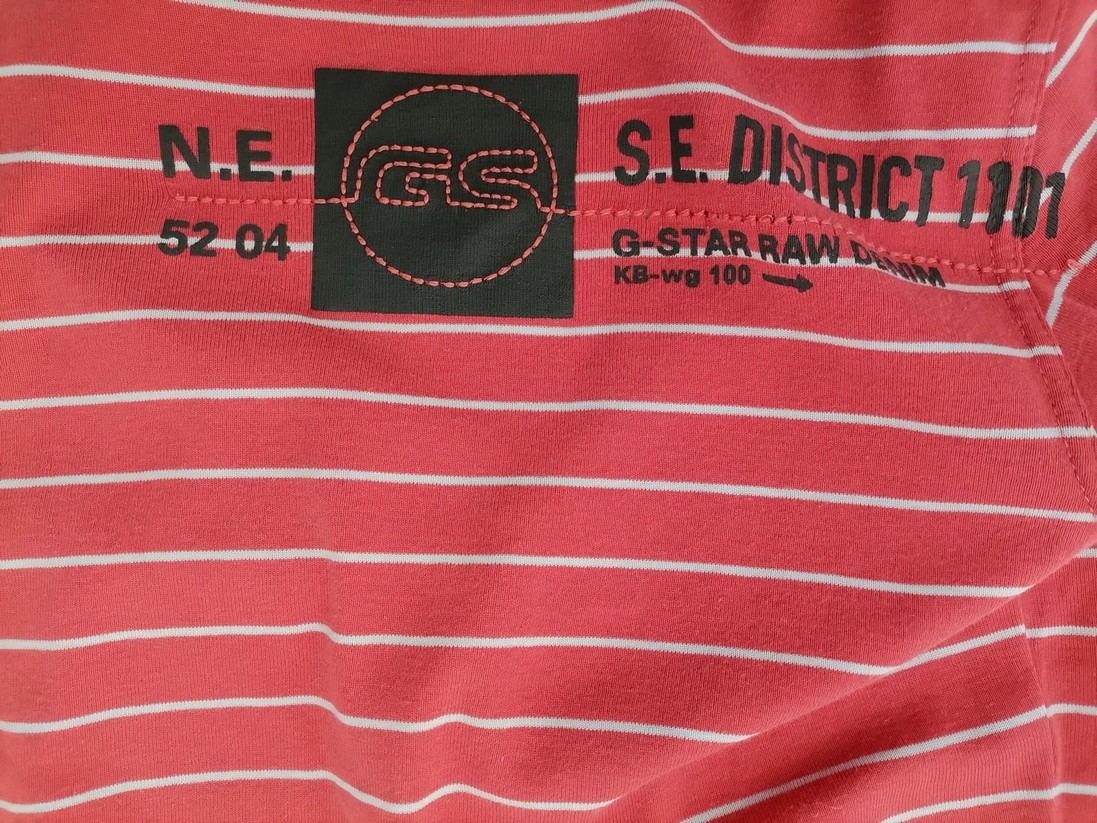 N.E. GS S.E. DISTRICT 1101
52 04 G-STAR RAW DENIM
KB-wg 100 →